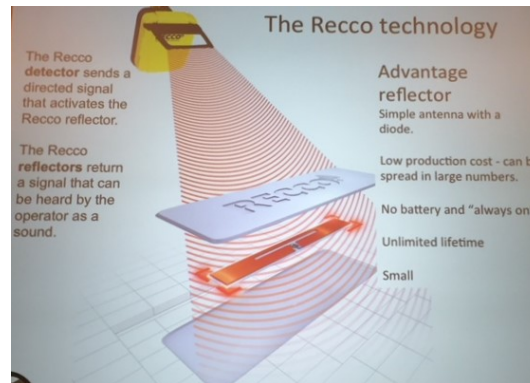 The Recco technology
The Recco
detector sends a
directed signal
that activates the
Recco reflector.
The Recco
reflectors return
a signal that can
be heard by the
operator as a
sound.
RECCO
Advantage
reflector
Simple antenna with a
diode.
Low production cost - can b
spread in large numbers.
No battery and "always on
Unlimited lifetime
Small